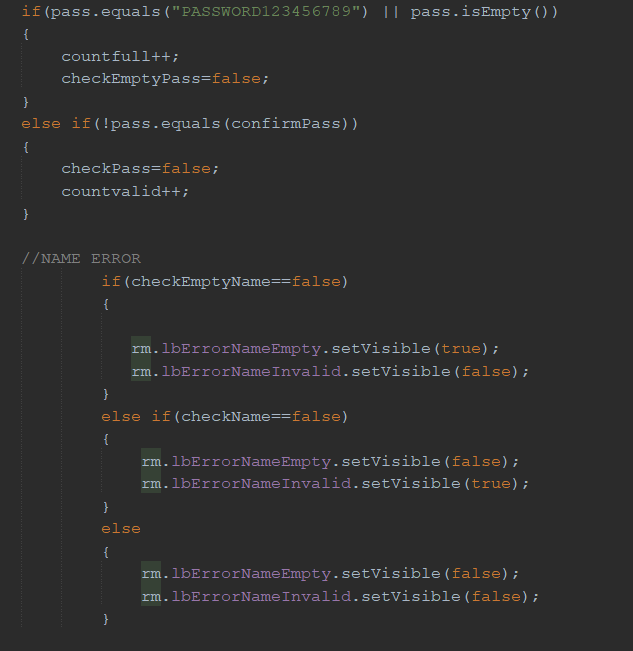 if(pass.equals("PASSWORD123456789") || pass.isEmpty())
{
countfull++;
checkEmptyPass=false;
}
else if(!pass.equals(confirmPass))
{
checkPass=false;
countvalid++;
}
//NAME ERROR
if(checkEmptyName==false)
{
rm.lbErrorNameEmpty.setVisible(true);
rm.lbErrorNameInvalid.setVisible(false);
}
else if(checkName==false)
{
rm.lbErrorNameEmpty.setVisible(false);
rm.lbErrorNameInvalid.setVisible(true);
}
else
{
rm.lbErrorNameEmpty.setVisible(false);
rm.lbErrorNameInvalid.setVisible(false);
}